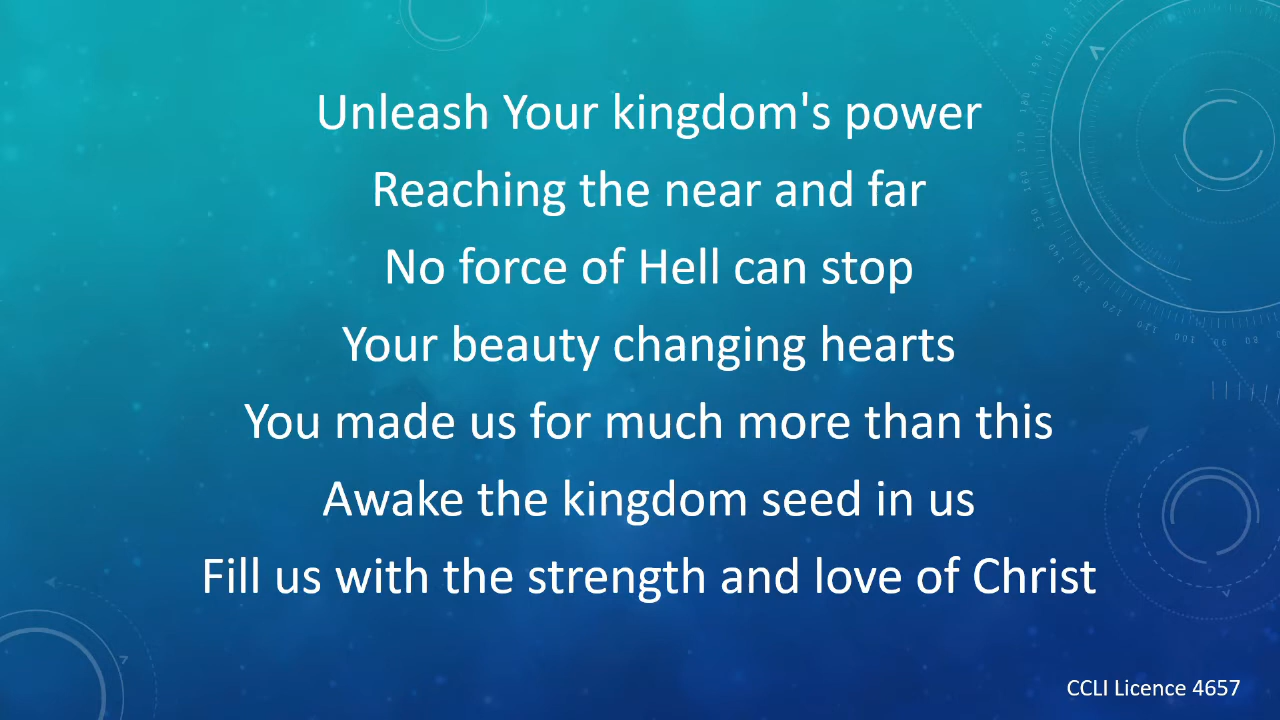 Unleash Your kingdom's power
Reaching the near and far
No force of Hell can stop
Your beauty changing hearts
You made us for much more than this
Awake the kingdom seed in us
Fill us with the strength and love of Christ
CCLI Licence 4657